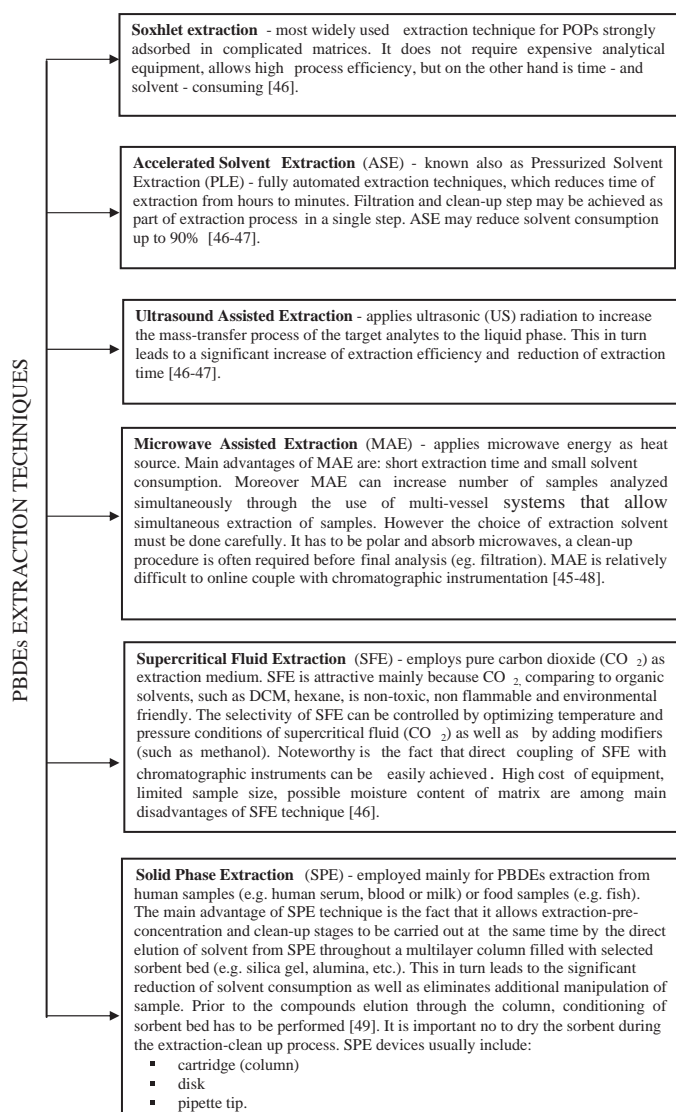 PBDEs EXTRACTION TECHNIQUES
Soxhlet extraction - most widely used extraction technique for POPs strongly
adsorbed in complicated matrices. It does not require expensive analytical
equipment, allows high process efficiency, but on the other hand is time - and
solvent - consuming [46].
Accelerated Solvent Extraction (ASE) - known also as Pressurized Solvent
Extraction (PLE) - fully automated extraction techniques, which reduces time of
extraction from hours to minutes. Filtration and clean-up step may be achieved as
part of extraction process in a single step. ASE may reduce solvent consumption
up to 90% [46-47].
Ultrasound Assisted Extraction - applies ultrasonic (US) radiation to increase
the mass-transfer process of the target analytes to the liquid phase. This in turn
leads to a significant increase of extraction efficiency and reduction of extraction
time [46-47].
Microwave Assisted Extraction (MAE) - applies microwave energy as heat
source. Main advantages of MAE are: short extraction time and small solvent
consumption. Moreover MAE can increase number of samples analyzed
simultaneously through the use of multi-vessel systems that allow
simultaneous extraction of samples. However the choice of extraction solvent
must be done carefully. It has to be polar and absorb microwaves, a clean-up
procedure is often required before final analysis (eg. filtration). MAE is relatively
difficult to online couple with chromatographic instrumentation [45-48].
Supercritical Fluid Extraction (SFE) - employs pure carbon dioxide (CO 2) as
extraction medium. SFE is attractive mainly because CO 2, comparing to organic
solvents, such as DCM, hexane, is non-toxic, non flammable and environmental
friendly. The selectivity of SFE can be controlled by optimizing temperature and
pressure conditions of supercritical fluid (CO 2) as well as by adding modifiers
(such as methanol). Noteworthy is the fact that direct coupling of SFE with
chromatographic instruments can be easily achieved. High cost of equipment,
limited sample size, possible moisture content of matrix are among main
disadvantages of SFE technique [46].
Solid Phase Extraction (SPE) - employed mainly for PBDEs extraction from
human samples (e.g. human serum, blood or milk) or food samples (e.g. fish).
The main advantage of SPE technique is the fact that it allows extraction-pre-
concentration and clean-up stages to be carried out at the same time by the direct
elution of solvent from SPE throughout a multilayer column filled with selected
sorbent bed (e.g. silica gel, alumina, etc.). This in turn leads to the significant
reduction of solvent consumption as well as eliminates additional manipulation of
sample. Prior to the compounds elution through the column, conditioning of
sorbent bed has to be performed [49]. It is important no to dry the sorbent during
the extraction-clean up process. SPE devices usually include:
▪ cartridge (column)
▪ disk
▪ pipette tip.